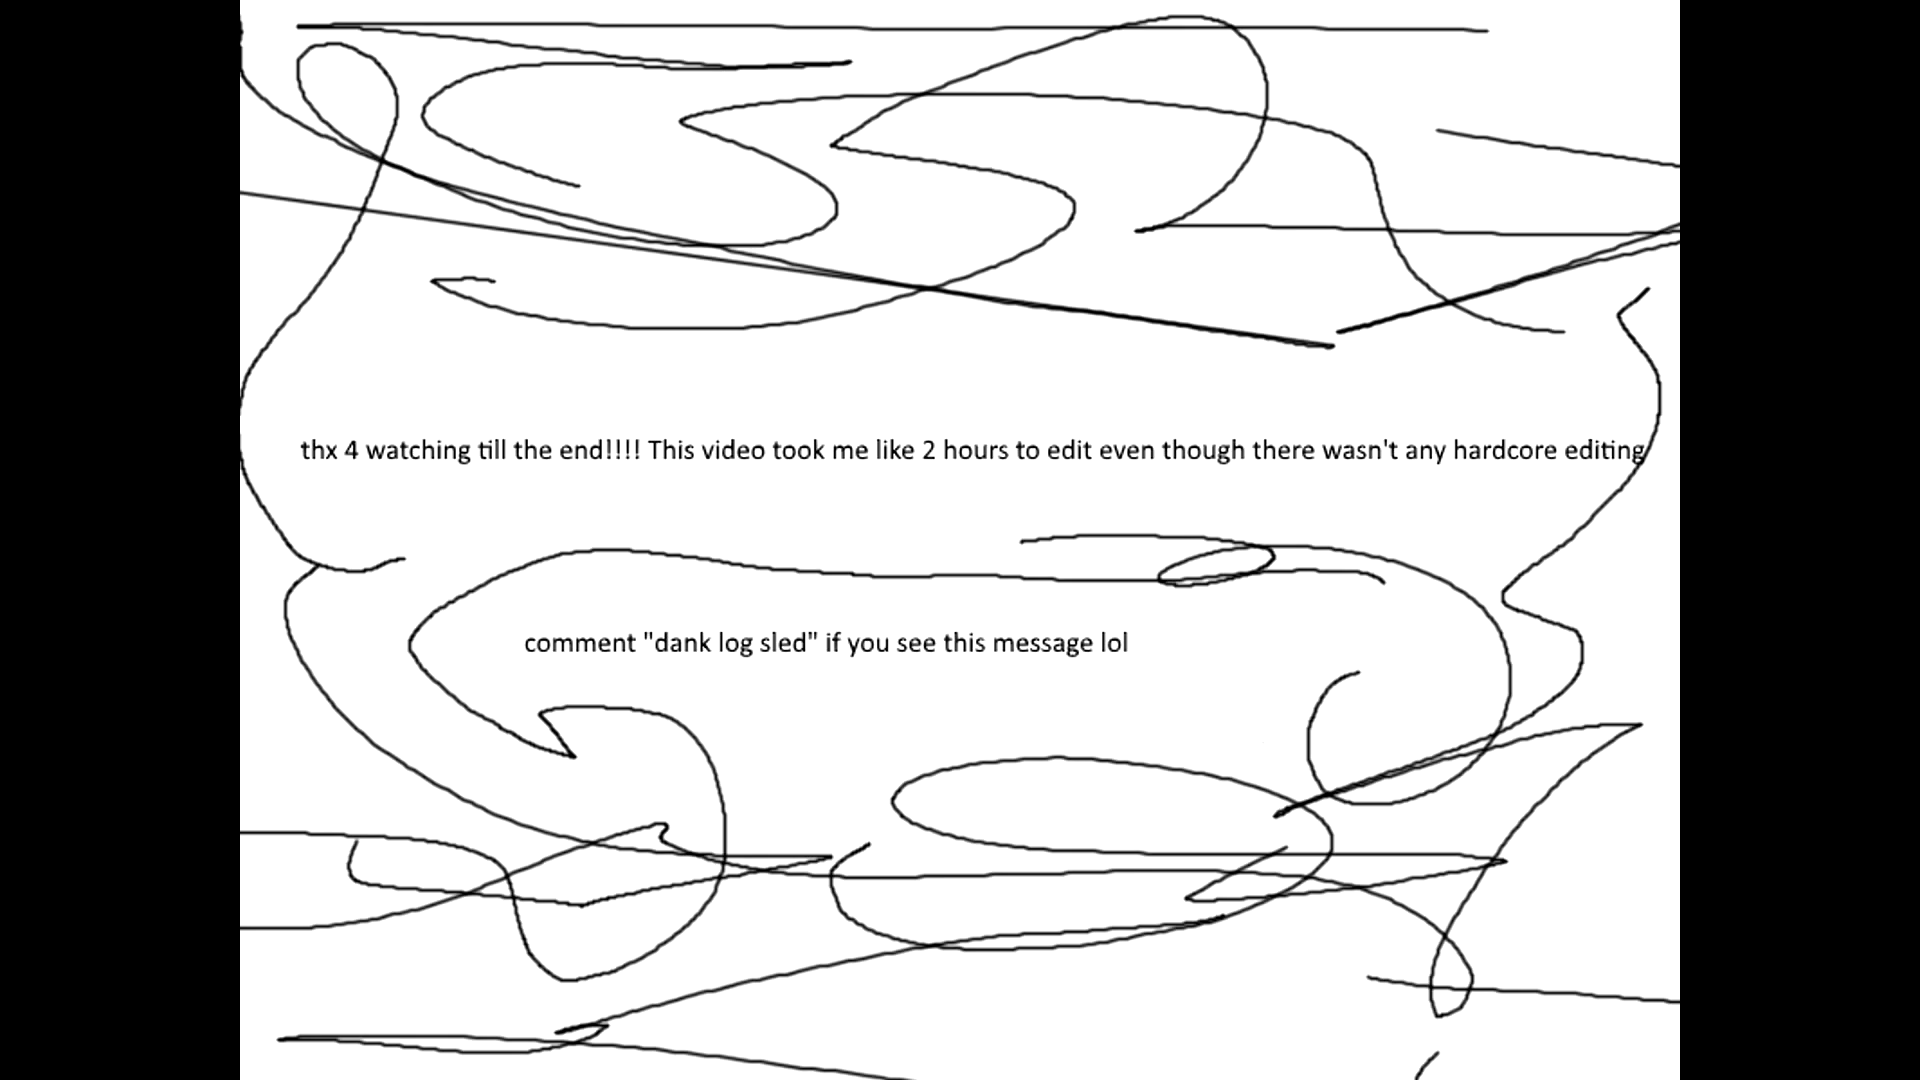 thx 4 watching till the end!!!! This video took me like 2 hours to edit even though there wasn't any hardcore editing
comment "dank log sled" if you see this message lol